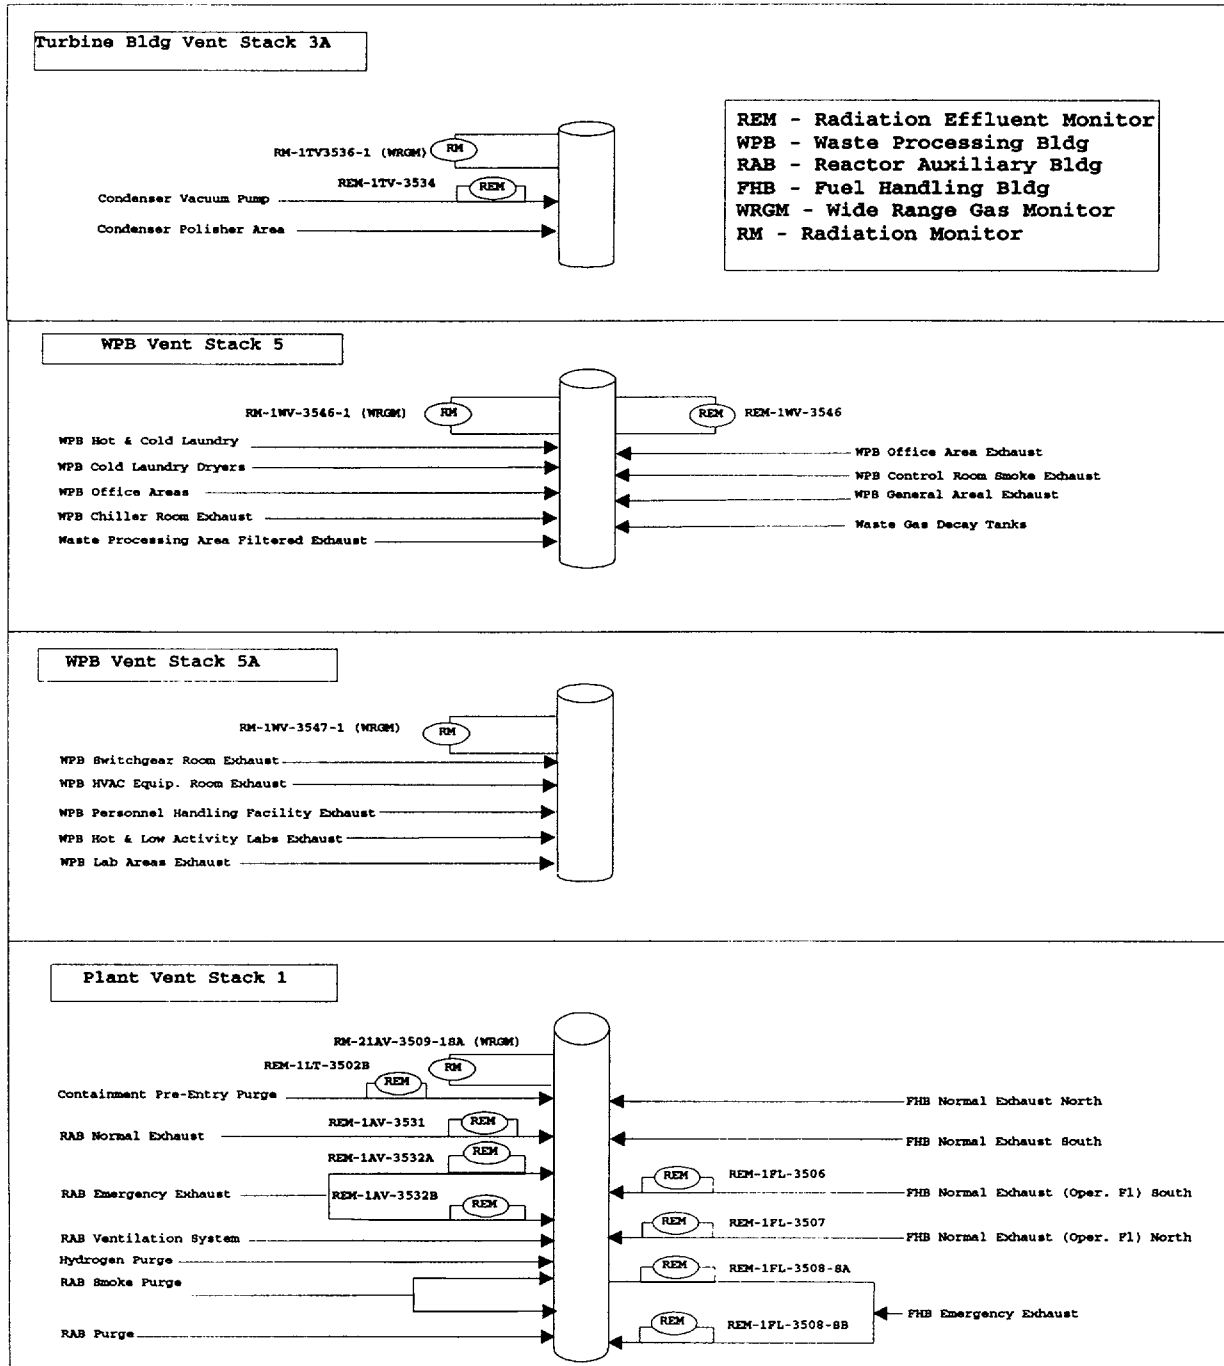 Turbine Bldg Vent Stack 3A
REM - Radiation Effluent Monitor
WPB - Waste Processing Bldg
RAB - Reactor Auxiliary Bldg
FHB - Fuel Handling Bldg
WRGM - Wide Range Gas Monitor
RM - Radiation Monitor
RM-1TV3536-1 (WRGM)
RM
REM-1TV-3534
REM
Condenser Vacuum Pump
Condenser Polisher Area
WPB Vent Stack 5
RM-1WV-3546-1 (WRGM)
RM
REM
REM-1WV-3546
WPB Hot & Cold Laundry
WPB Cold Laundry Dryers
WPB Office Areas
WPB Chiller Room Exhaust
Waste Processing Area Filtered Exhaust
WPB Office Area Exhaust
WPB Control Room Smoke Exhaust
WPB General Areal Exhaust
Waste Gas Decay Tanks
WPB Vent Stack 5A
RM-1WV-3547-1 (WRGM)
RM
WPB Switchgear Room Exhaust
WPB HVAC Equip. Room Exhaust
WPB Personnel Handling Facility Exhaust
WPB Hot & Low Activity Labs Exhaust
WPB Lab Areas Exhaust
Plant Vent Stack 1
RM-21AV-3509-1SA (WRGM)
RM
REM-1LT-3502B
REM
Containment Pre-Entry Purge
REM-1AV-3531
REM
RAB Normal Exhaust
REM-1AV-3532A
REM
RAB Emergency Exhaust
REM-1AV-3532B
REM
RAB Ventilation System
Hydrogen Purge
RAB Smoke Purge
RAB Purge
FHB Normal Exhaust North
FHB Normal Exhaust South
REM
REM-1FL-3506
FHB Normal Exhaust (Oper. Fl) South
REM
REM-1FL-3507
FHB Normal Exhaust (Oper. Fl) North
REM
REM-1FL-3508-SA
FHB Emergency Exhaust
REM
REM-1FL-3508-SB